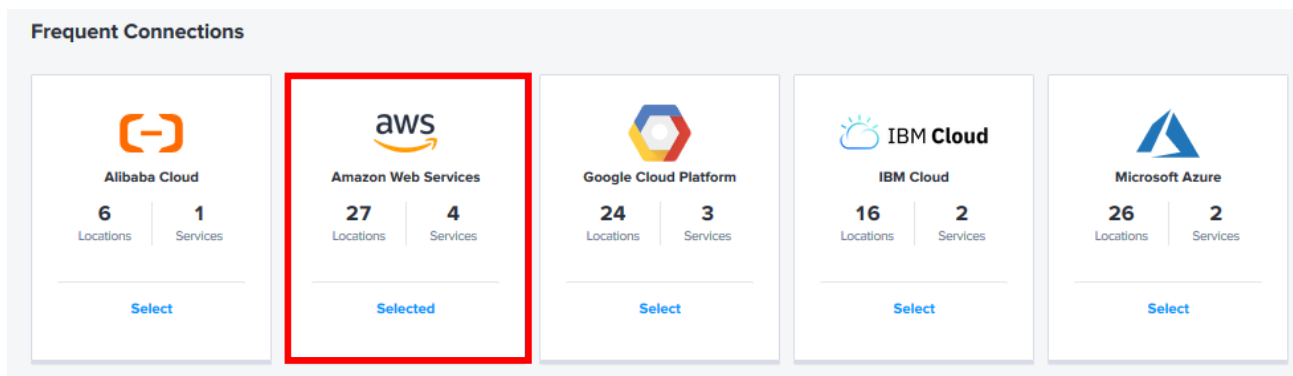 Frequent Connections
aws
IBM Cloud
Alibaba Cloud
Amazon Web Services
Google Cloud Platform
IBM Cloud
Microsoft Azure
6 1
27 4
24 3
16 2
26 2
Locations Services
Locations Services
Locations Services
Locations Services
Locations Services
Select
Selected
Select
Select
Select